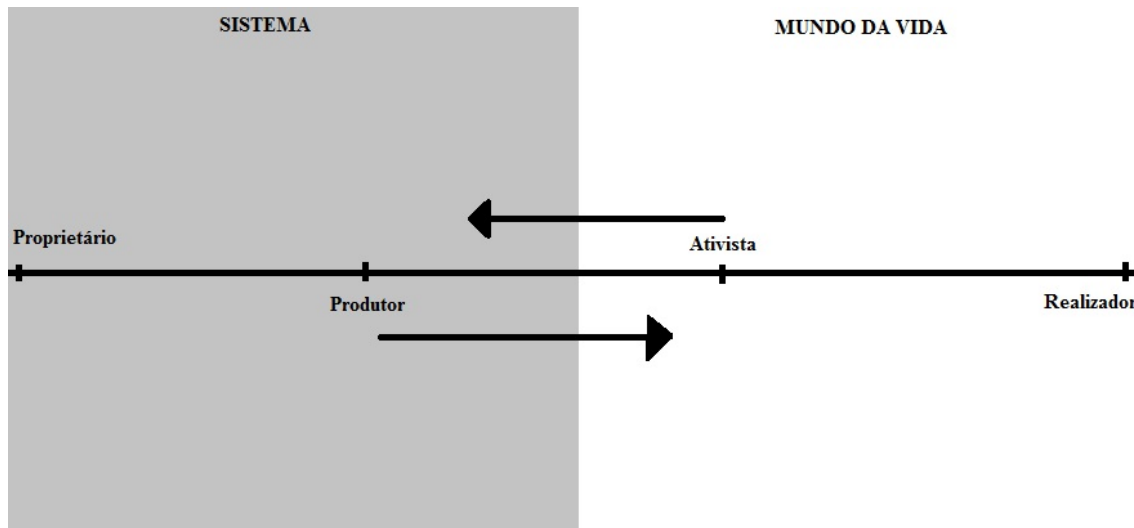 SISTEMA
MUNDO DA VIDA
Proprietário
Ativista
Produtor
Realizador